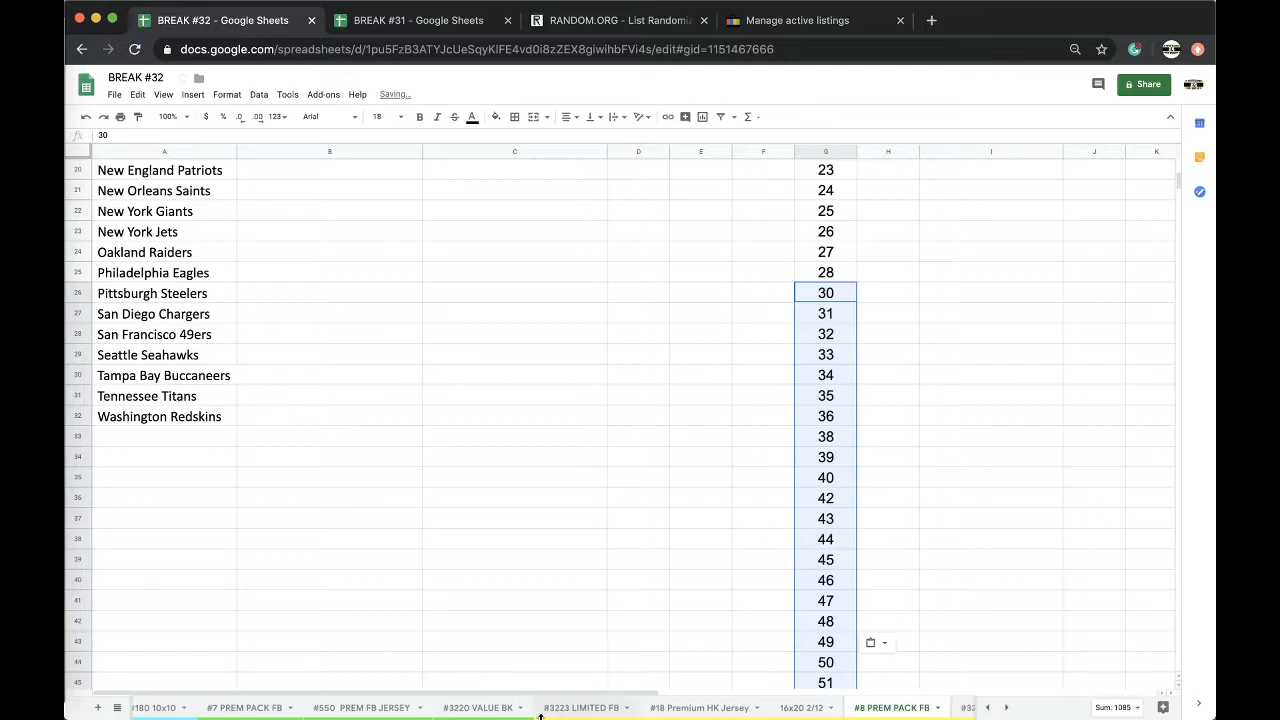 BREAK #32 - Google Sheets
BREAK #31 - Google Sheets
RANDOM.ORG - List Randomiz
Manage active listings
docs.google.com/spreadsheets/d/1pu5FzB3ATYJcUeSqyKlFE4vd0i8zZEX8giwihbFVi4s/edit#gid=1151467666
BREAK #32
File Edit View Insert Format Data Tools Add-ons Help Saving...
Share
100% $ % .0 .00 123 Arial 18 B I S A
fx 30
A B C D E F G H I J K
20 New England Patriots 23
21 New Orleans Saints 24
22 New York Giants 25
23 New York Jets 26
24 Oakland Raiders 27
25 Philadelphia Eagles 28
26 Pittsburgh Steelers 30
27 San Diego Chargers 31
28 San Francisco 49ers 32
29 Seattle Seahawks 33
30 Tampa Bay Buccaneers 34
31 Tennessee Titans 35
32 Washington Redskins 36
33 38
34 39
35 40
36 42
37 43
38 44
39 45
40 46
41 47
42 48
43 49
44 50
45 51
#180 10x10 #7 PREM PACK FB #550 PREM FB JERSEY #3220 VALUE BK #3223 LIMITED FB #18 Premium HK Jersey 16x20 2/12 #8 PREM PACK FB #32 Sum: 1085